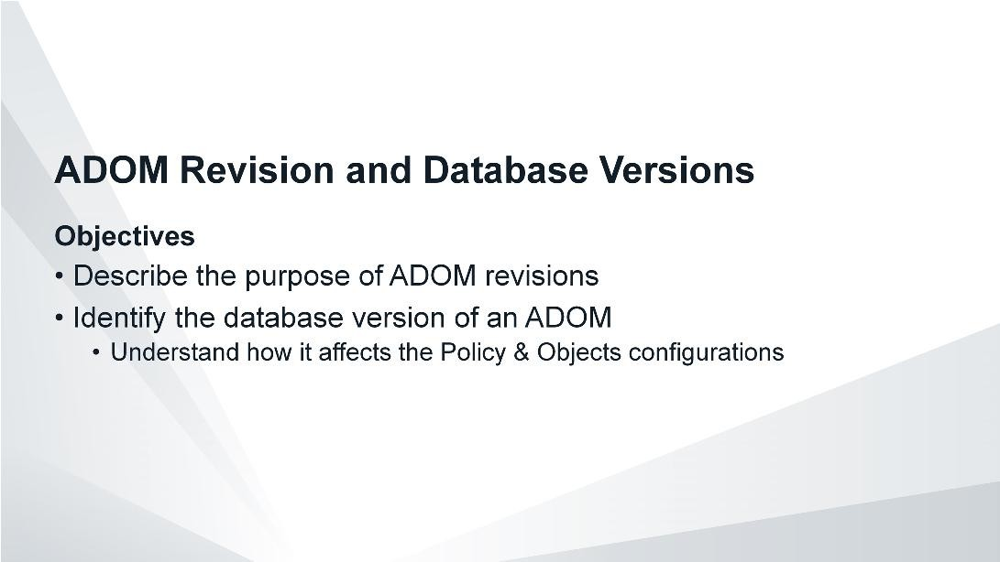 ADOM Revision and Database Versions
Objectives
• Describe the purpose of ADOM revisions
• Identify the database version of an ADOM
• Understand how it affects the Policy & Objects configurations